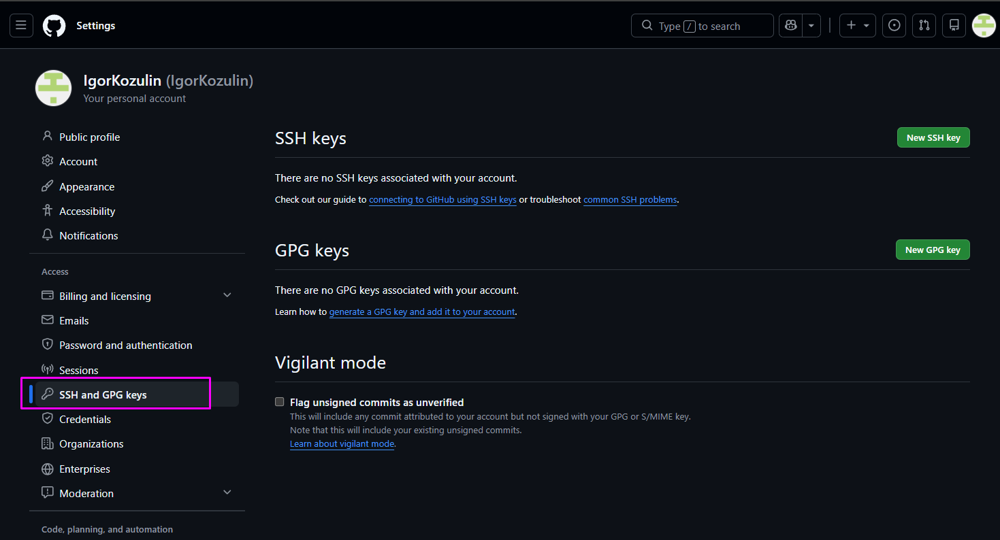 Settings
Type / to search
IgorKozulin (IgorKozulin)
Your personal account
Public profile
Account
Appearance
Accessibility
Notifications
Access
Billing and licensing
Emails
Password and authentication
Sessions
SSH and GPG keys
Credentials
Organizations
Enterprises
Moderation
Code, planning, and automation
SSH keys
New SSH key
There are no SSH keys associated with your account.
Check out our guide to connecting to GitHub using SSH keys or troubleshoot common SSH problems.
GPG keys
New GPG key
There are no GPG keys associated with your account.
Learn how to generate a GPG key and add it to your account.
Vigilant mode
Flag unsigned commits as unverified
This will include any commit attributed to your account but not signed with your GPG or S/MIME key.
Note that this will include your existing unsigned commits.
Learn about vigilant mode.